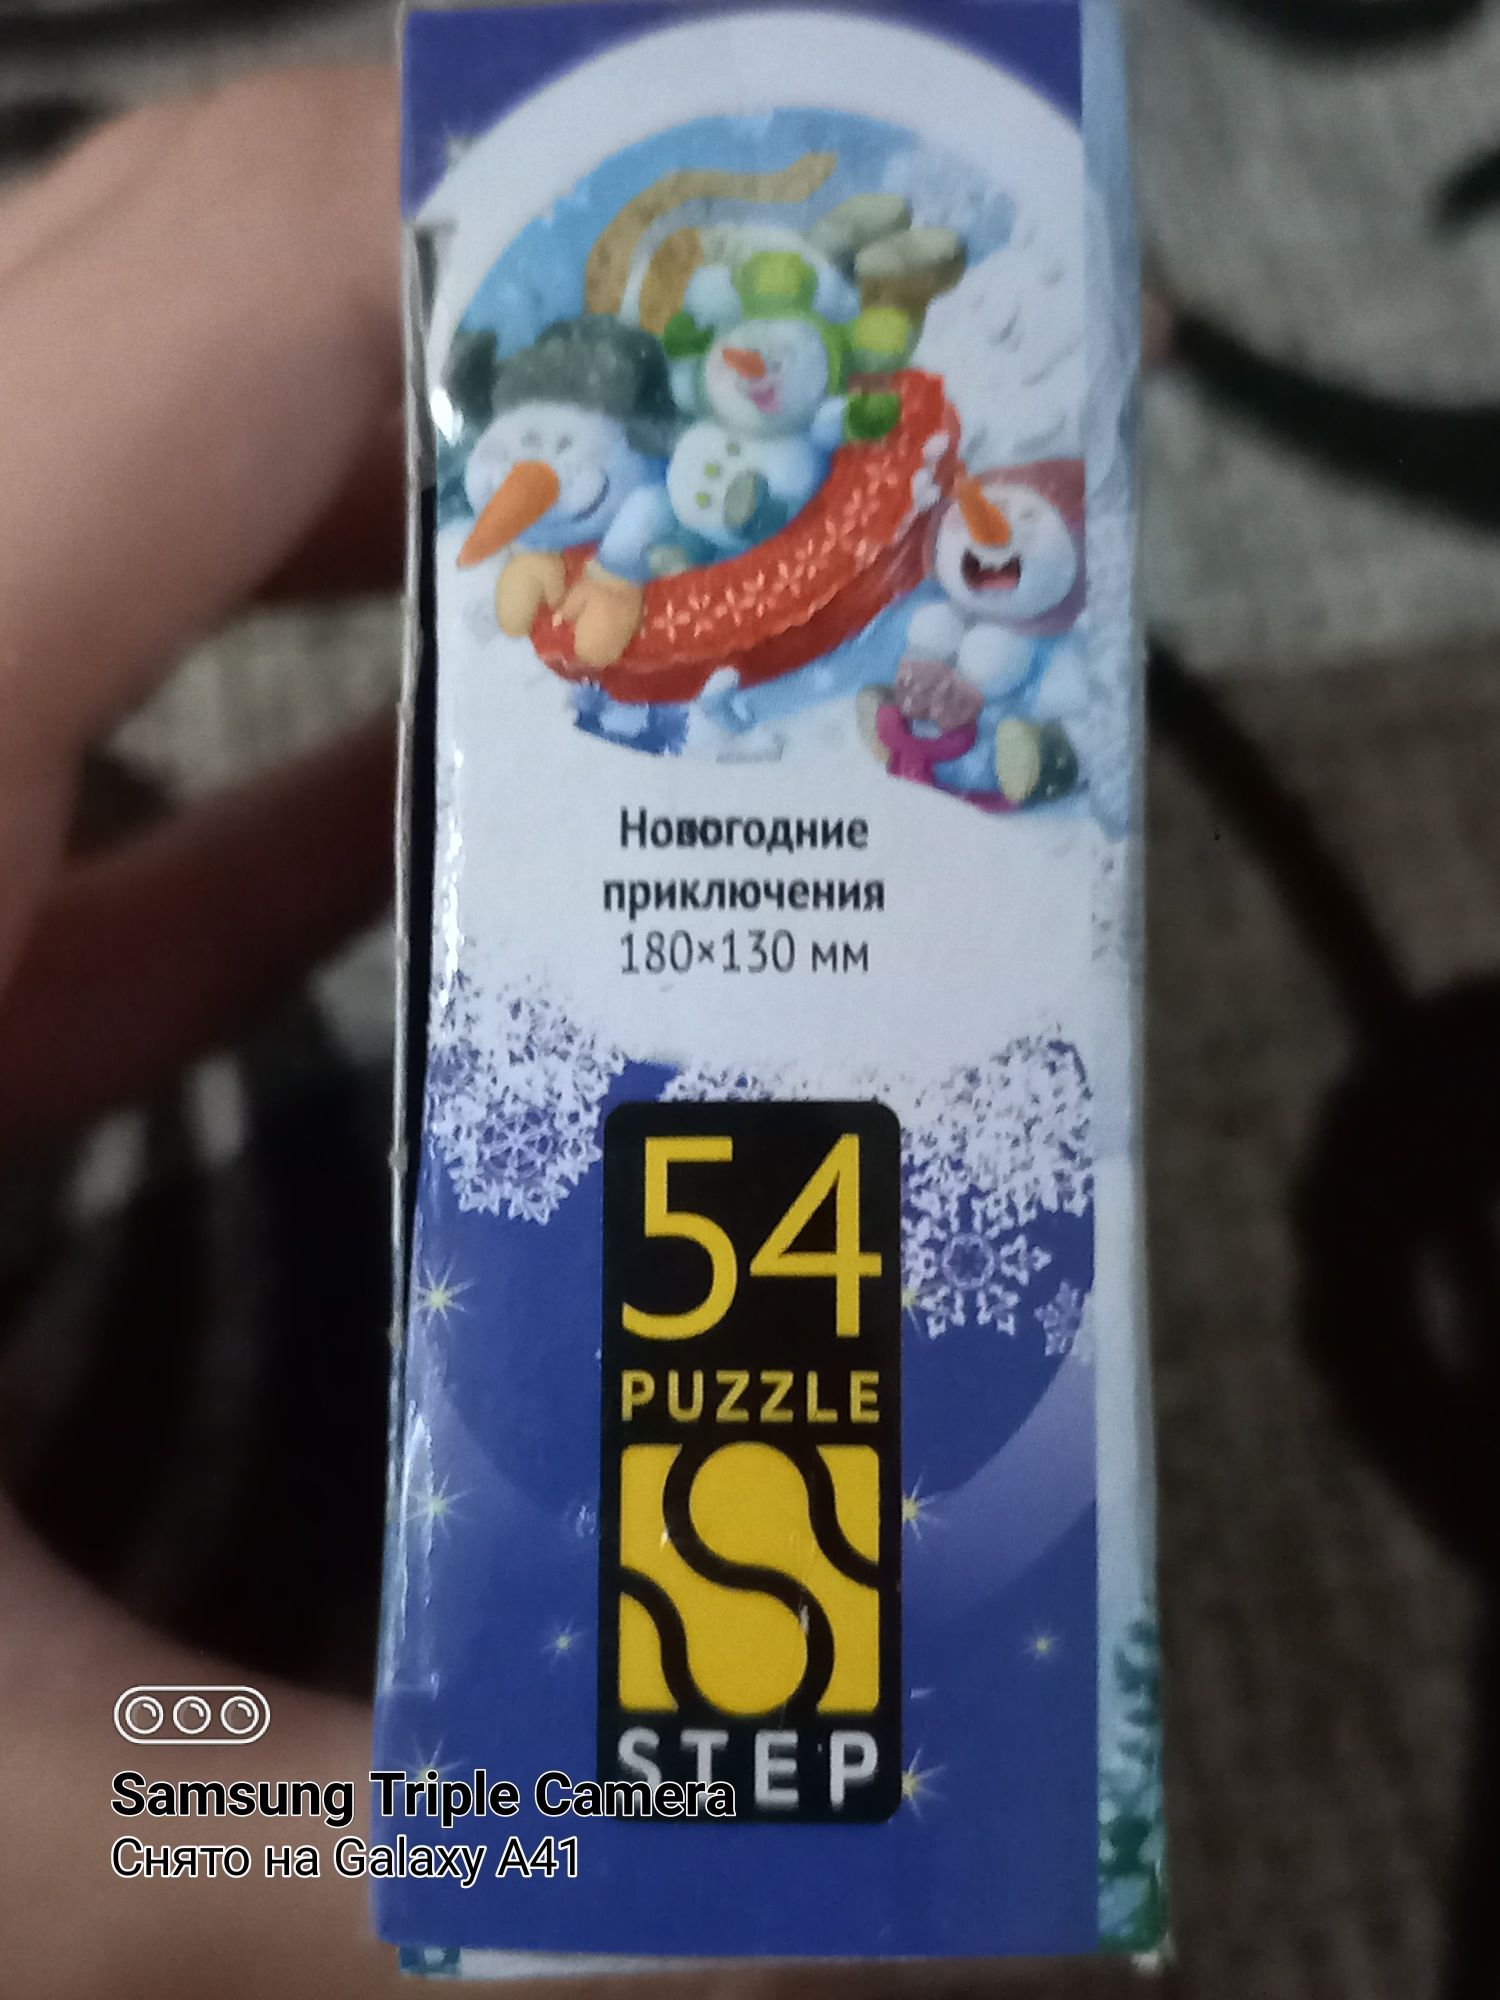 Новогодние
приключения
180×130 мм
54
PUZZLE
STEP
Samsung Triple Camera
Снято на Galaxy A41